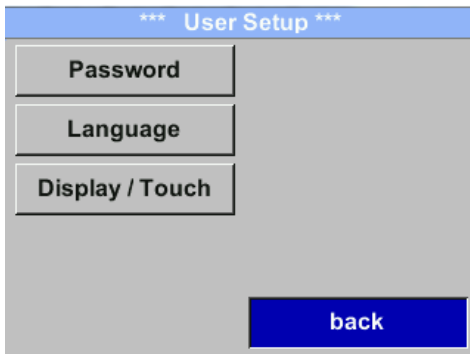 *** User Setup ***
Password
Language
Display / Touch
back